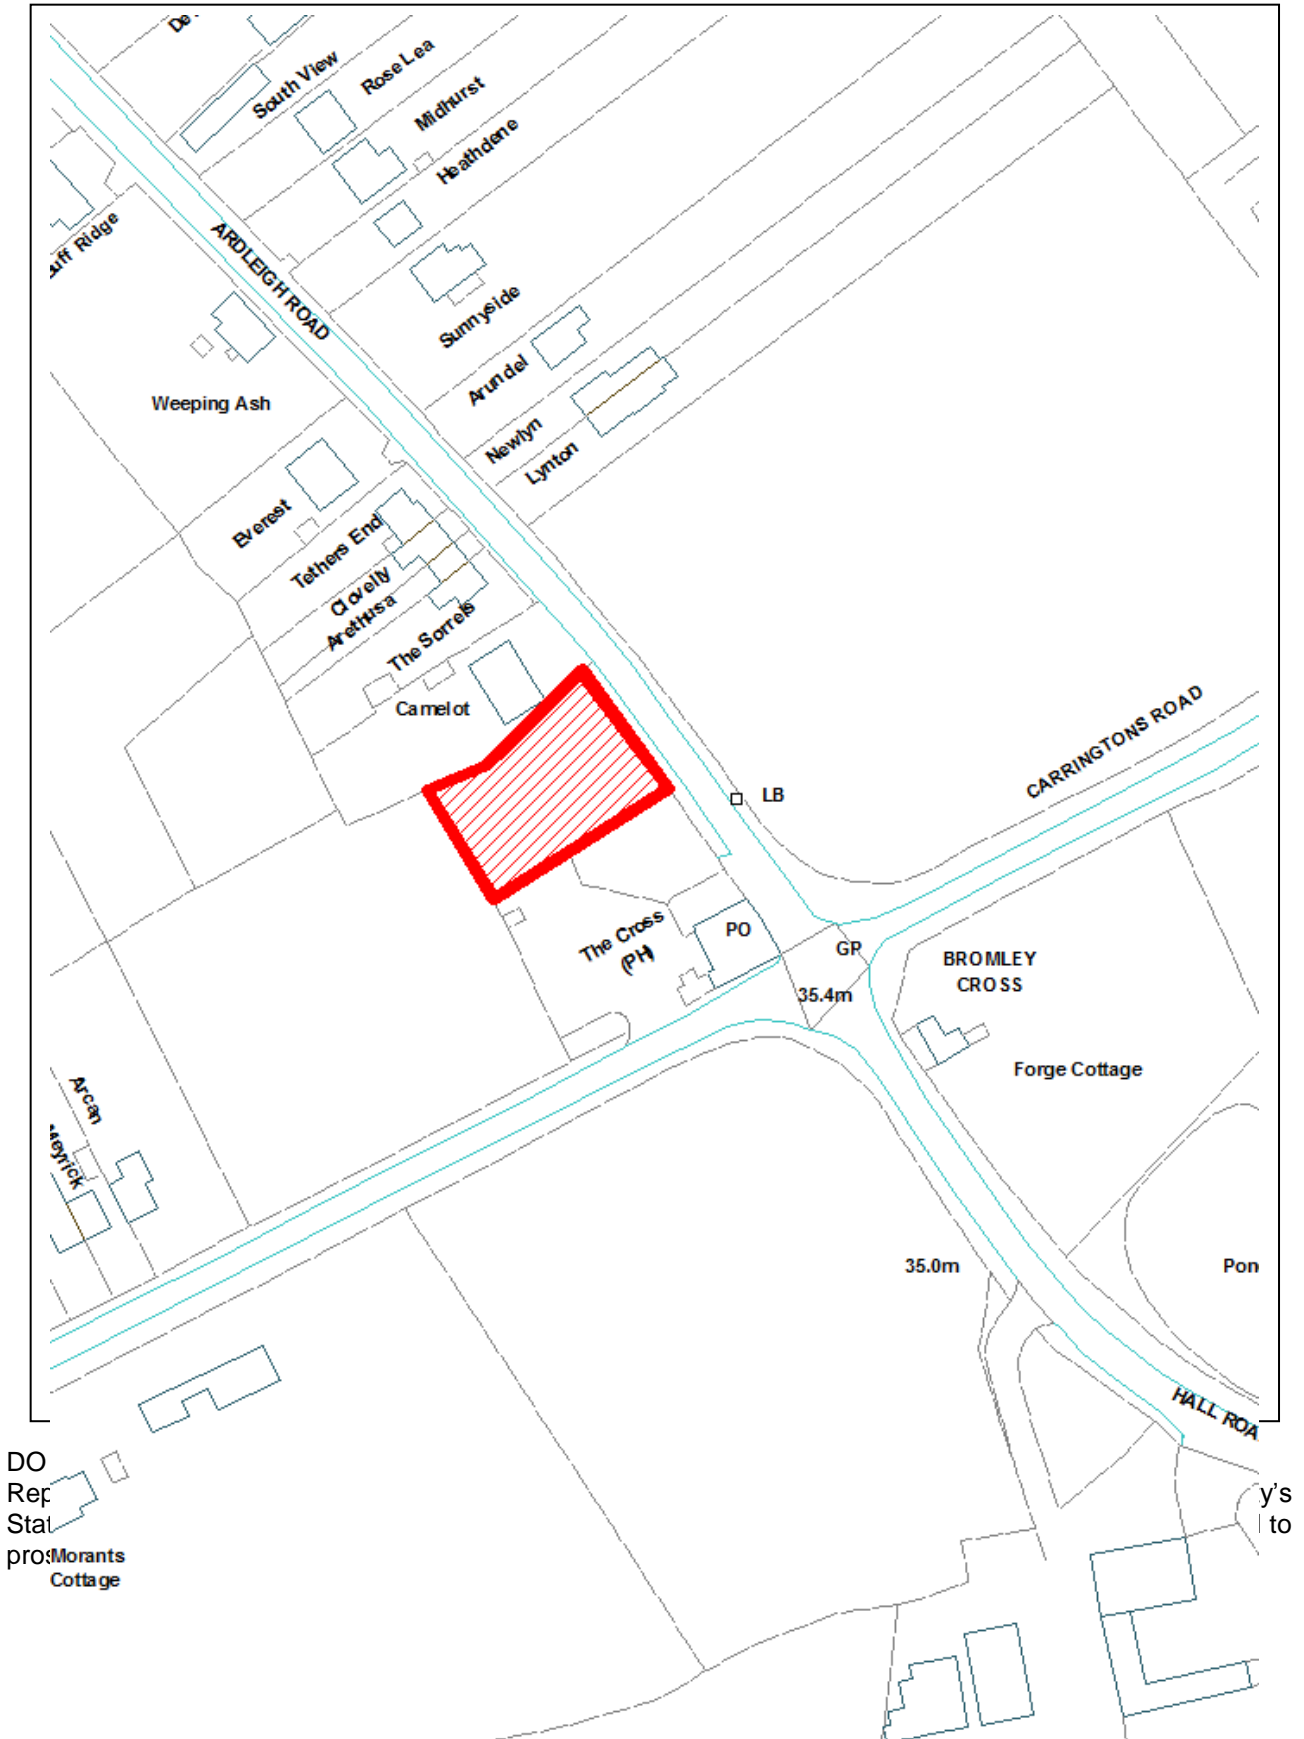 South View
Rose Lea
Midhurst
Heathdene
ARDLEIGH ROAD
Ridge
Sunnyside
Weeping Ash
Arundel
Newlyn
Lynton
Everest
Tethers End
Clovelly
Arethusa
The Sorrels
Camelot
CARRINGTONS ROAD
LB
The Cross
(PH)
PO
GP
BROMLEY
CROSS
35.4m
Forge Cottage
Arcan
Meyrick
35.0m
Pon
HALL ROA
DO
Rep y's
Stat to
pros
Morants
Cottage